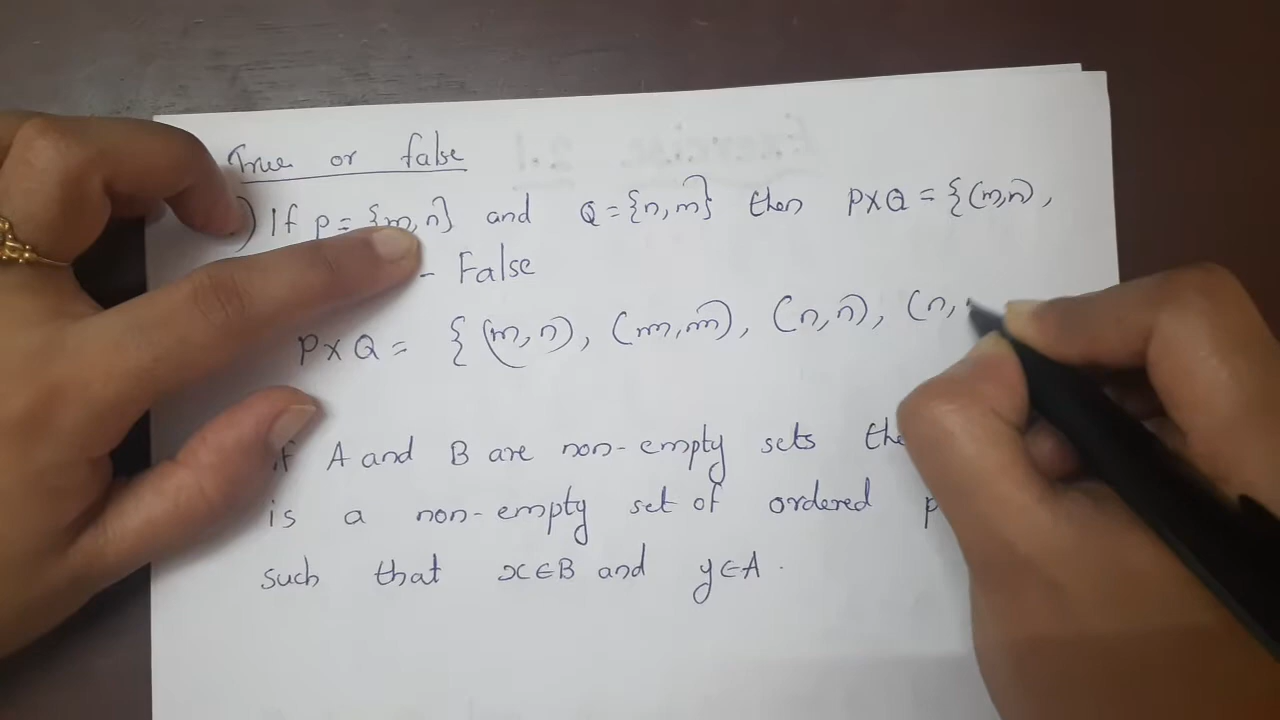 True or false
) If P = {m,n} and Q = {n,m} then P×Q = {(m,n),
- False
P×Q = {(m,n), (m,m), (n,n), (n,
If A and B are non-empty sets
is a non-empty set of ordered
such that x∈B and y∈A.